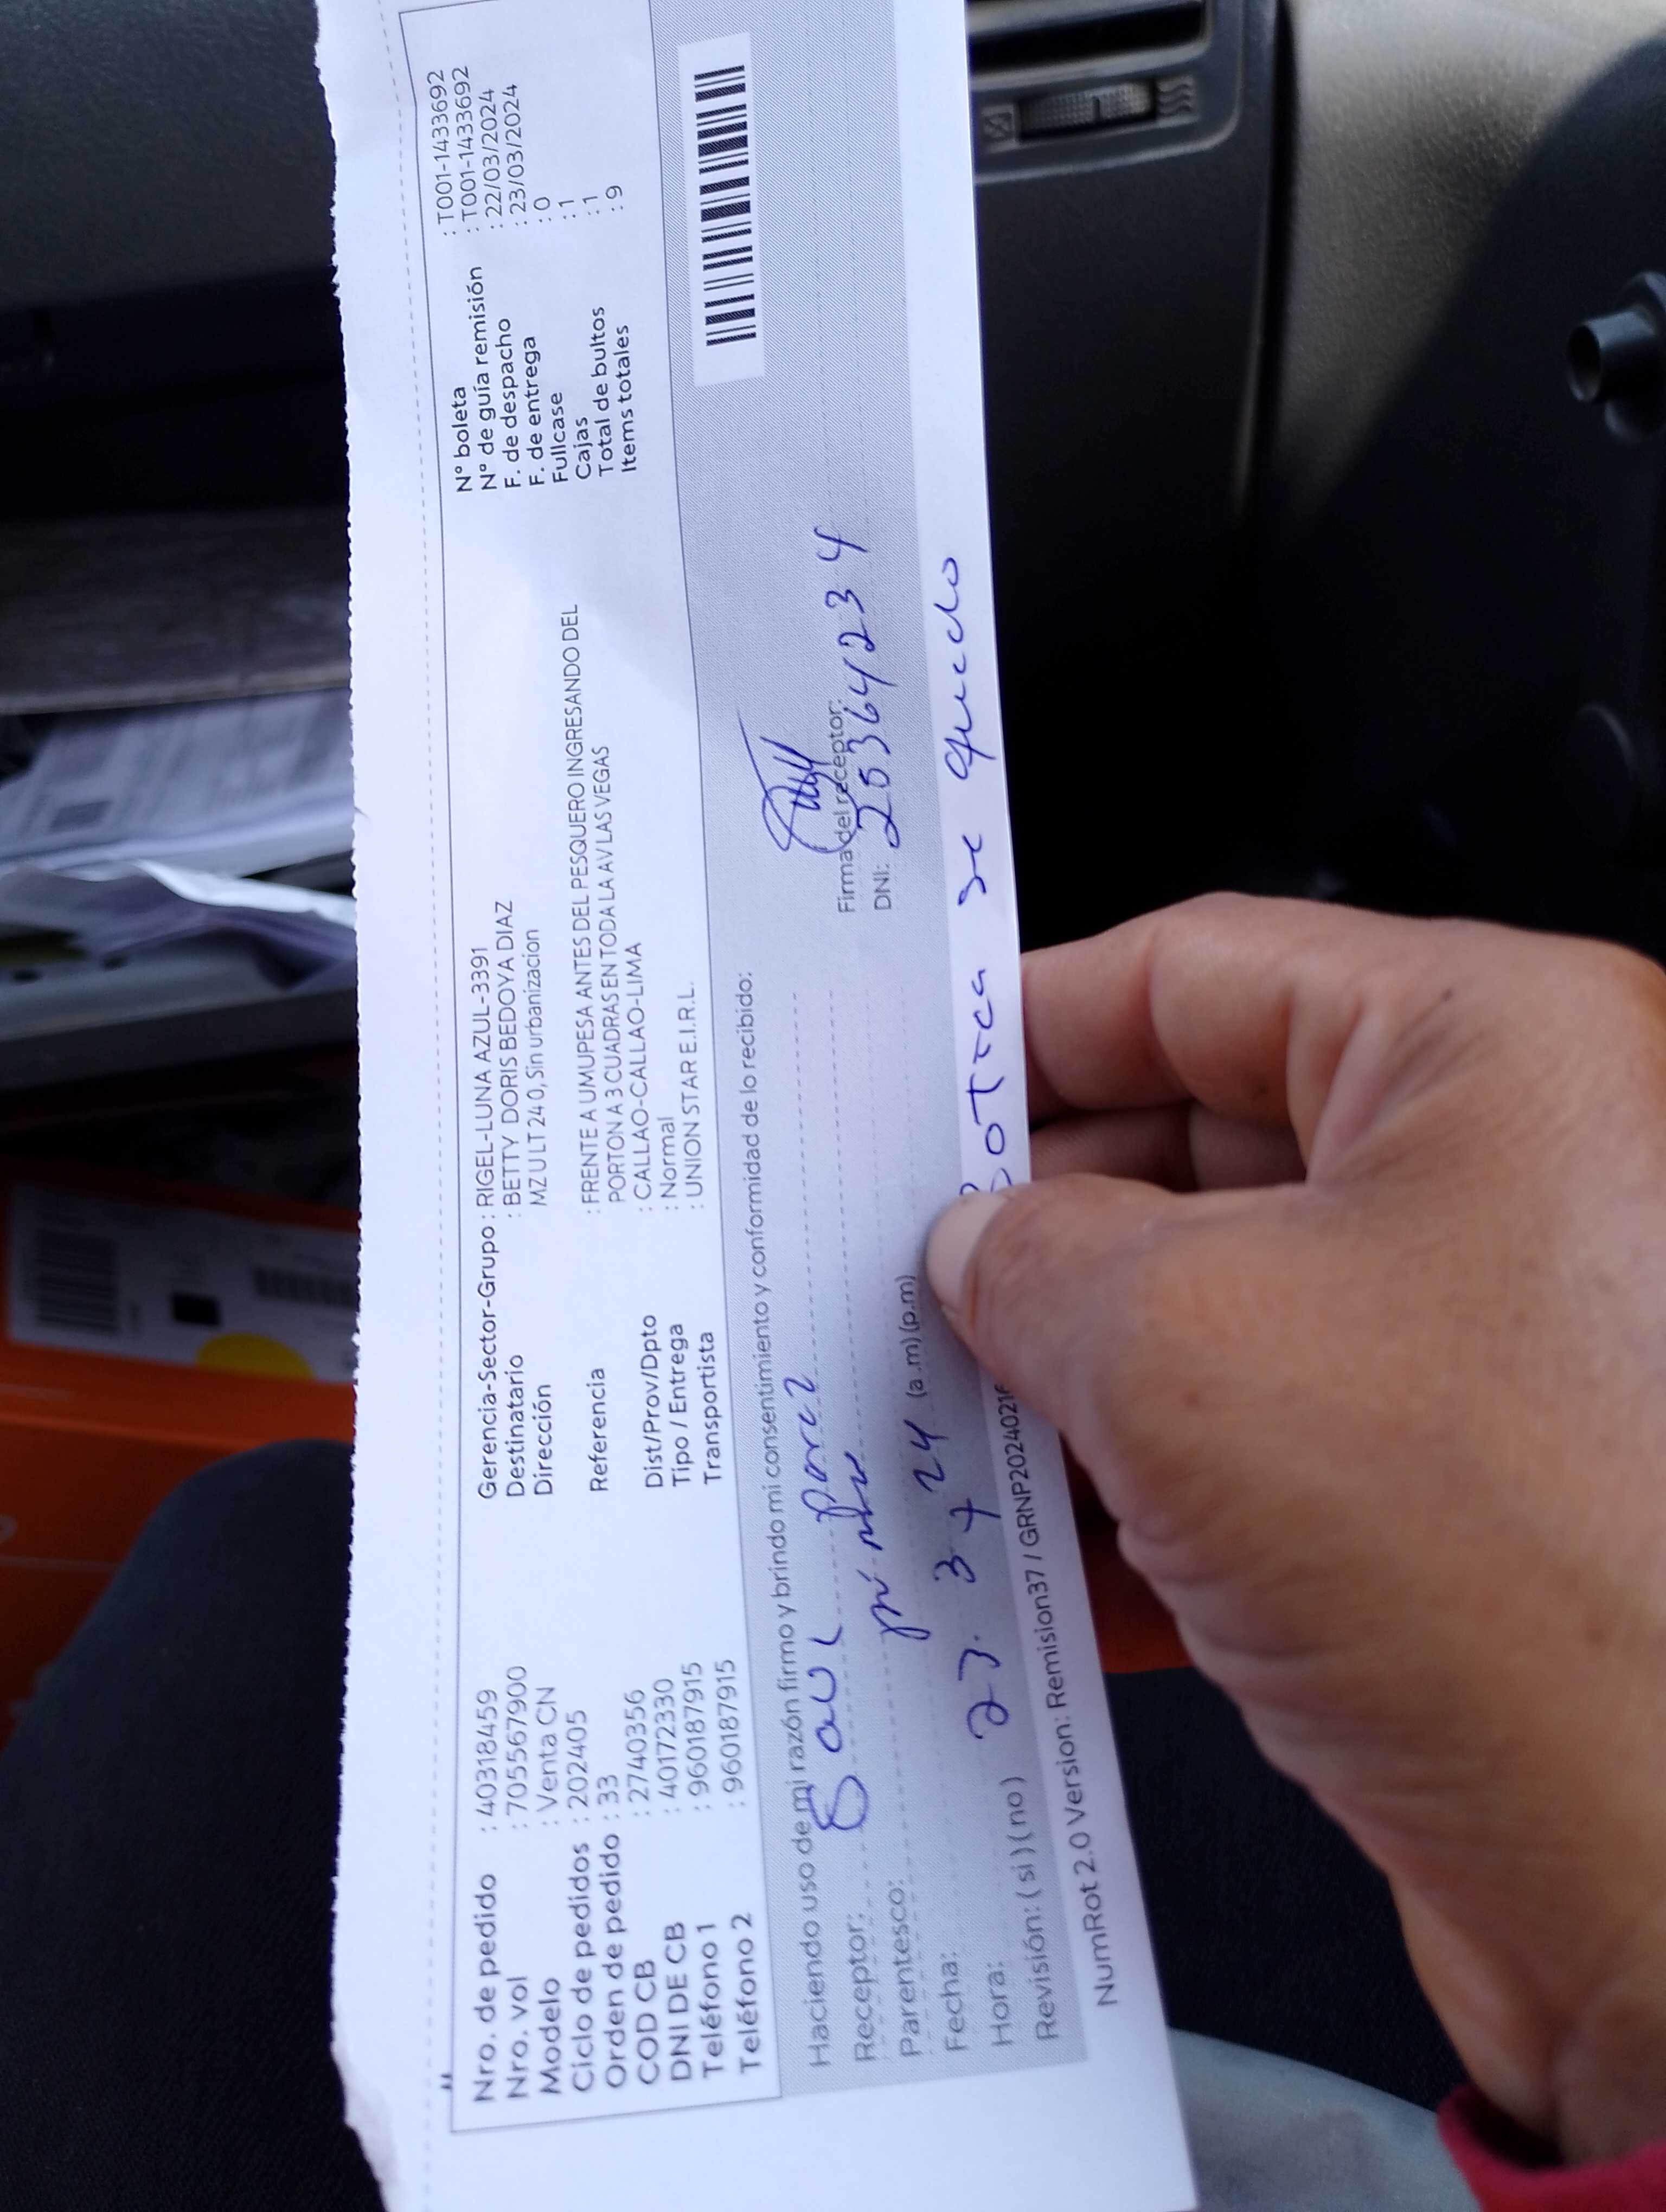 Nro. de pedido : 40318459
Nro. vol : 705567900
Modelo : Venta CN
Ciclo de pedidos : 202405
Orden de pedido : 33
COD CB : 2740356
DNI DE CB : 40172330
Teléfono 1 : 960187915
Teléfono 2 : 960187915
Gerencia-Sector-Grupo : RIGEL-LUNA AZUL-3391
Destinatario : BETTY DORIS BEDOYA DIAZ
Dirección MZ U LT 24 0, Sin urbanizacion
Referencia : FRENTE A UMUPESA ANTES DEL PESQUERO INGRESANDO DEL
PORTON A 3 CUADRAS EN TODA LA AV LAS VEGAS
Dist/Prov/Dpto : CALLAO-CALLAO-LIMA
Tipo / Entrega : Normal
Transportista : UNION STAR E.I.R.L.
N° boleta : T001-1433692
N° de guía remisión : T001-1433692
F. de despacho : 22/03/2024
F. de entrega : 23/03/2024
Fullcase : 0
Cajas : 1
Total de bultos : 1
Items totales : 9
Haciendo uso de mi razón firmo y brindo mi consentimiento y conformidad de lo recibido:
Receptor: Saul perez
Parentesco:
Fecha:
Hora: 23. 3 + 24 (a.m)(p.m)
Revisión: (si)(no)
Firma del receptor:
DNI: 25364234
Botica se quedo
NumRot 2.0 Version: Remision37 / GRNP2024021